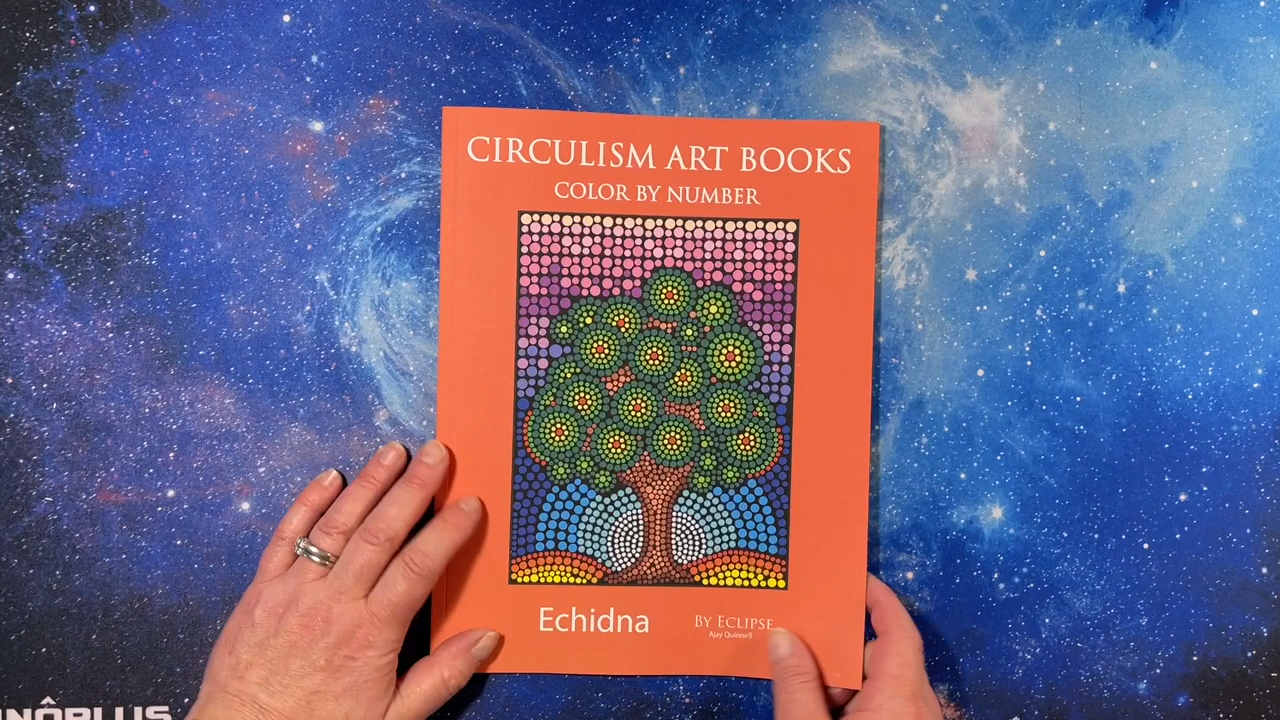 CIRCULISM ART BOOKS
COLOR BY NUMBER
Echidna
BY ECLIPSE
Ajay Quinnell